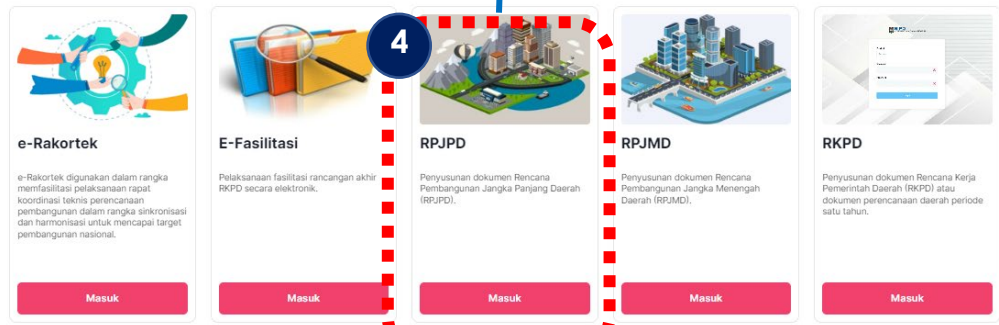 4
e-Rakortek
e-Rakortek digunakan dalam rangka
memfasilitasi pelaksanaan rapat
koordinasi teknis perencanaan
pembangunan dalam rangka sinkronisasi
dan harmonisasi untuk mencapai target
pembangunan nasional.
Masuk
E-Fasilitasi
Pelaksanaan fasilitasi rancangan akhir
RKPD secara elektronik.
Masuk
RPJPD
Penyusunan dokumen Rencana
Pembangunan Jangka Panjang Daerah
(RPJPD).
Masuk
RPJMD
Penyusunan dokumen Rencana
Pembangunan Jangka Menengah
Daerah (RPJMD).
Masuk
RKPD
Penyusunan dokumen Rencana Kerja
Pemerintah Daerah (RKPD) atau
dokumen perencanaan daerah periode
satu tahun.
Masuk